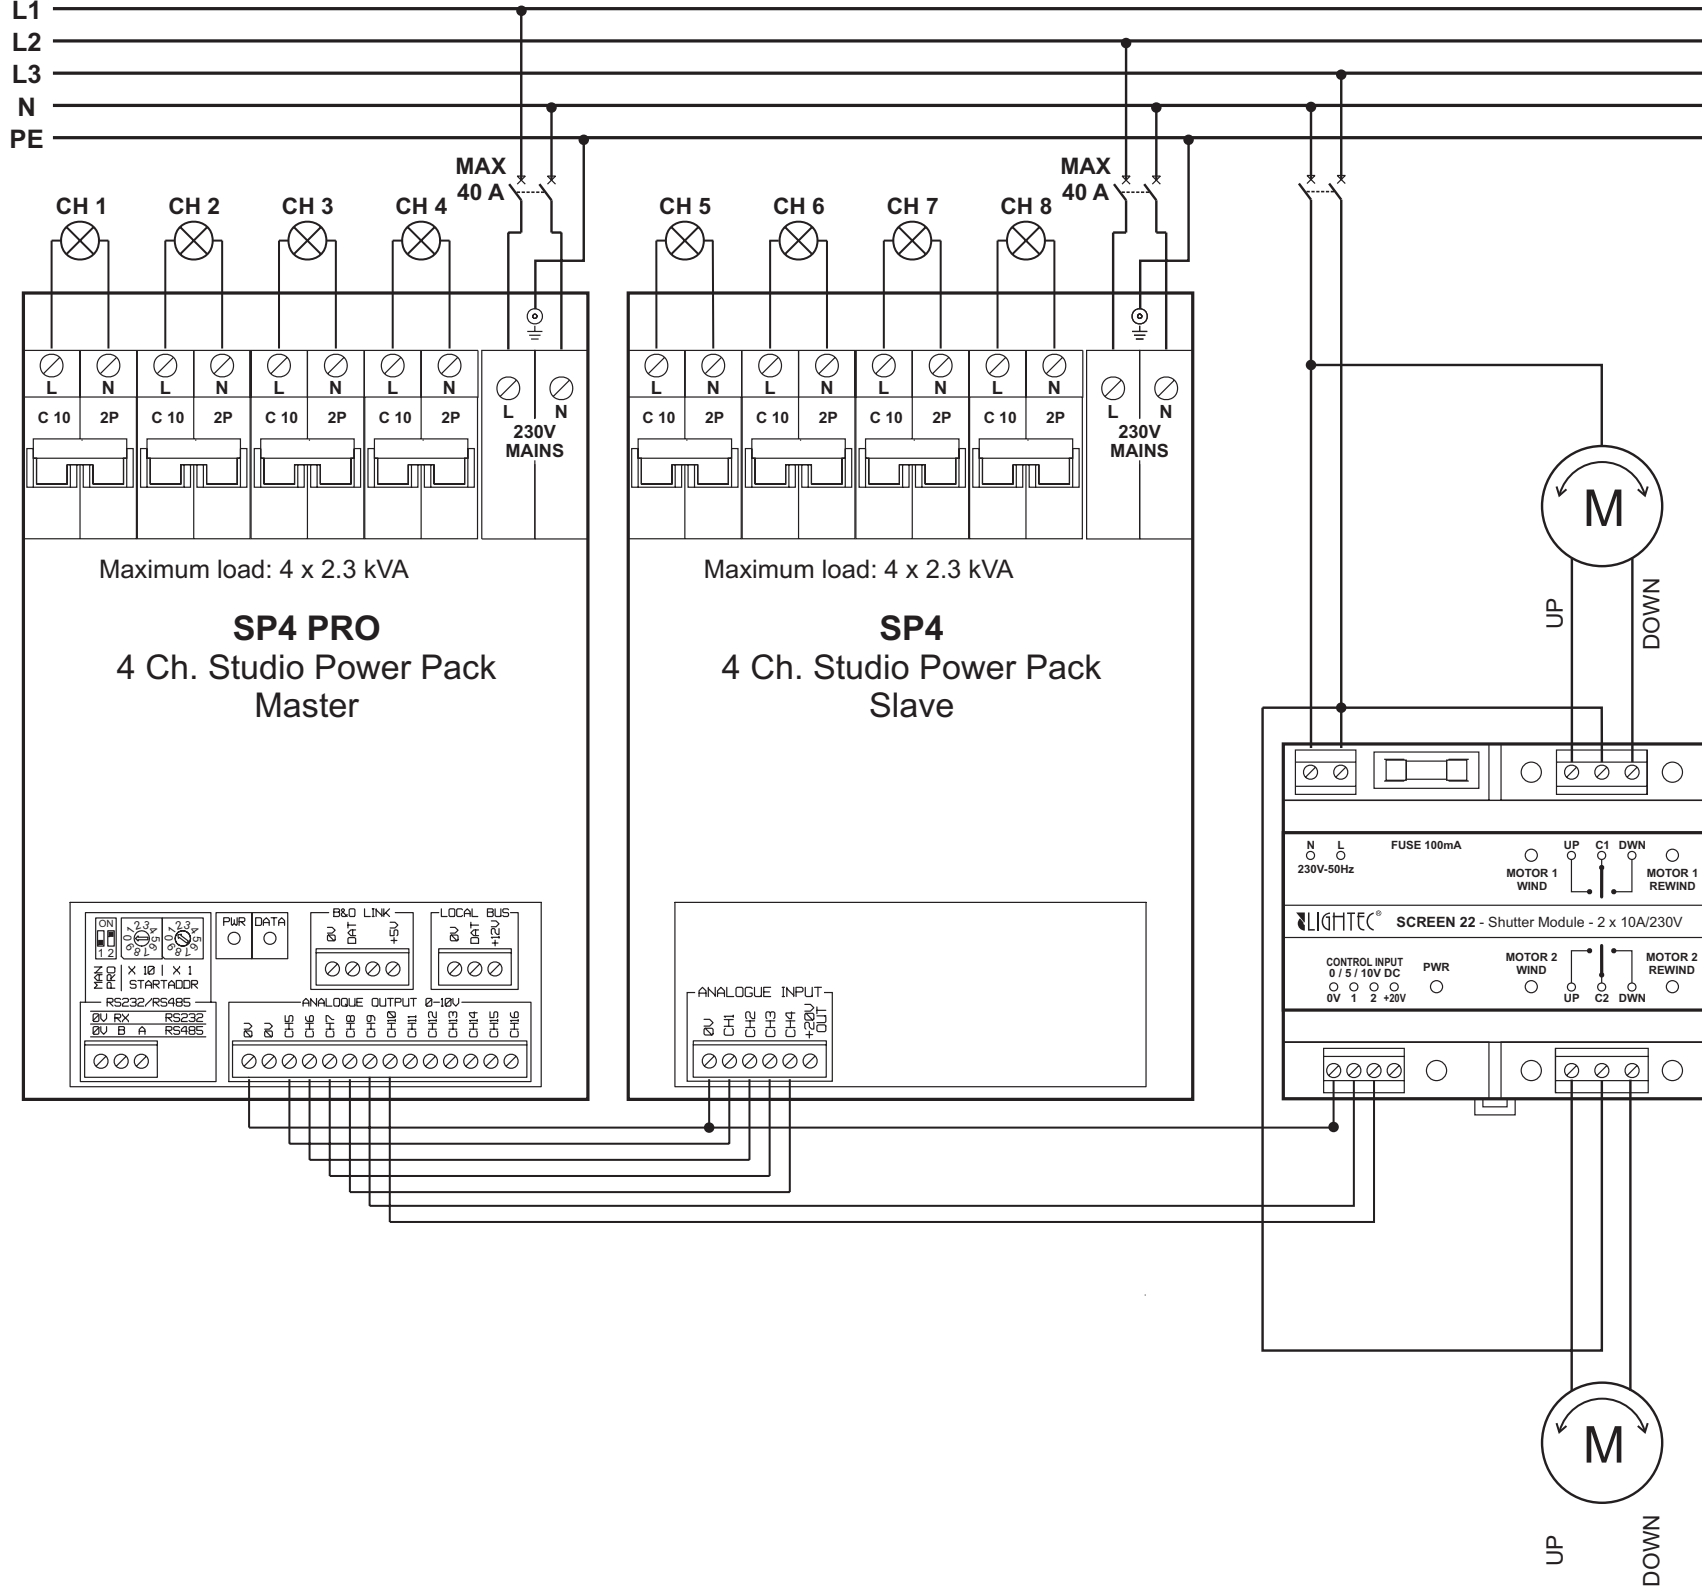 L1
L2
L3
N
PE
MAX
40 A
MAX
40 A
CH 1 CH 2 CH 3 CH 4
CH 5 CH 6 CH 7 CH 8
L N L N L N L N
C 10 2P C 10 2P C 10 2P C 10 2P
L N
230V
MAINS
L N L N L N L N
C 10 2P C 10 2P C 10 2P C 10 2P
L N
230V
MAINS
Maximum load: 4 x 2.3 kVA
SP4 PRO
4 Ch. Studio Power Pack
Master
Maximum load: 4 x 2.3 kVA
SP4
4 Ch. Studio Power Pack
Slave
M
UP
DOWN
ON
1 2
MAN
PRO
X 10 X 1
STARTADDR
PWR DATA
B&O LINK
0V DAT +5V
LOCAL BUS
0V DAT +12V
RS232/RS485
0V RX RS232
0V B A RS485
ANALOQUE OUTPUT 0-10V
0V 0V CH5 CH6 CH7 CH8 CH9 CH10 CH11 CH12 CH13 CH14 CH15 CH16
ANALOGUE INPUT
0V CH1 CH2 CH3 CH4 +20V OUT
N L
230V-50Hz
FUSE 100mA
MOTOR 1
WIND
UP C1 DWN
MOTOR 1
REWIND
LIGHTEC® SCREEN 22 - Shutter Module - 2 x 10A/230V
CONTROL INPUT
0 / 5 / 10V DC
0V 1 2 +20V
PWR
MOTOR 2
WIND
UP C2 DWN
MOTOR 2
REWIND
M
UP
DOWN